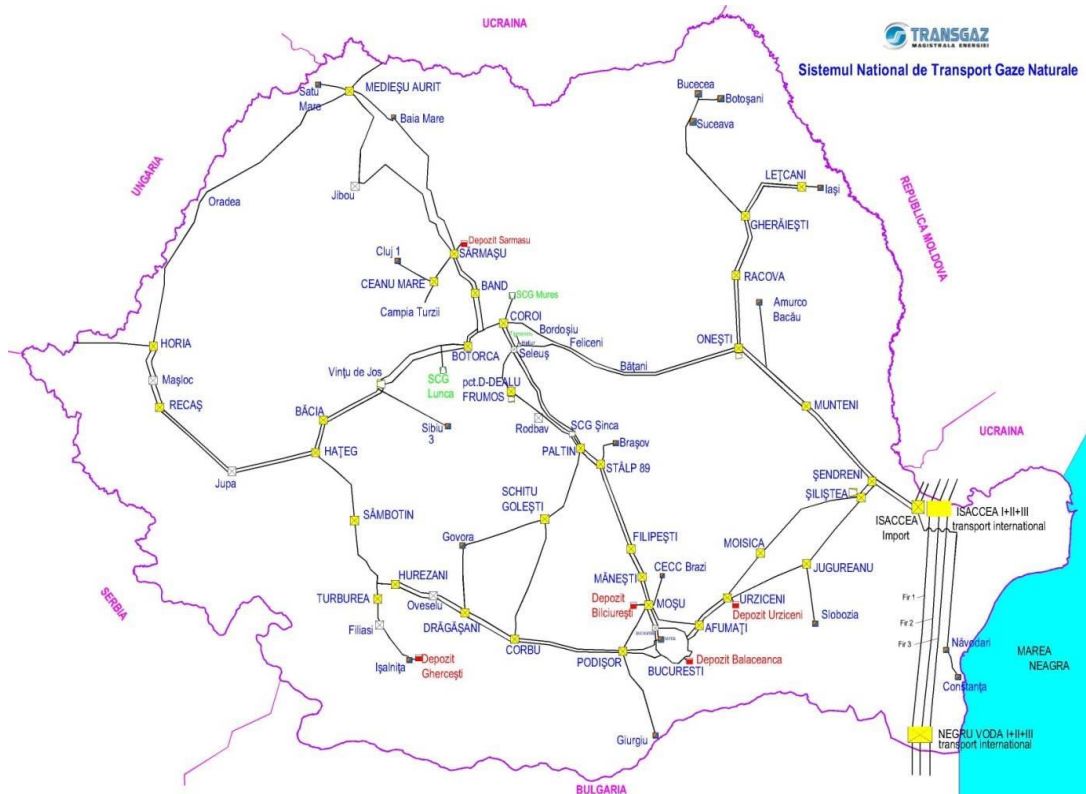 UCRAINA
TRANSGAZ
MAGISTRALA ENERGIEI
Sistemul National de Transport Gaze Naturale
Satu
Mare
MEDIEŞU AURIT
Baia Mare
Bucecea
Botoşani
Suceava
UNGARIA
Oradea
Jibou
LEŢCANI
Iaşi
REPUBLICA MOLDOVA
GHERĂIEŞTI
Depozit Sarmasu
SĂRMAŞU
Cluj 1
CEANU MARE
Campia Turzii
BAND
RACOVA
SCG Mures
COROI
Bordoşiu
Feliceni
Amurco
Bacău
HORIA
Maşloc
RECAŞ
BOTORCA
Seleuş
Băţani
ONEŞTI
Vinţu de Jos
SCG
Lunca
pct.D-DEALU
FRUMOS
MUNTENI
BĂCIA
Sibiu
3
Rodbav
SCG Şinca
UCRAINA
HAŢEG
PALTIN
Braşov
STÂLP 89
Jupa
ŞENDRENI
ŞILIŞTEA
SCHITU
GOLEŞTI
ISACCEA
Import
ISACCEA I+II+III
transport international
SÂMBOTIN
Govora
FILIPEŞTI
MOISICA
CECC Brazi
JUGUREANU
SERBIA
HUREZANI
MĂNEŞTI
TURBUREA
Oveselu
Depozit
Bilciureşti
MOŞU
URZICENI
Depozit Urziceni
Fir 1
Fir 2
Fir 3
Slobozia
Filiasi
DRĂGĂŞANI
AFUMAŢI
CORBU
Năvodari
MAREA
NEAGRA
Işalniţa
Depozit
Gherceşti
PODIŞOR
BUCURESTI
Depozit Balaceanca
Constanţa
Giurgiu
NEGRU VODA I+II+III
transport international
BULGARIA